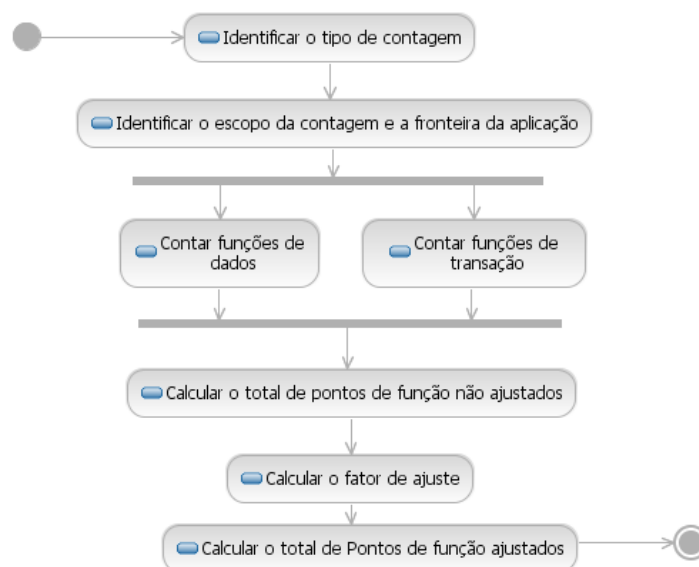 Identificar o tipo de contagem
Identificar o escopo da contagem e a fronteira da aplicação
Contar funções de
dados
Contar funções de
transação
Calcular o total de pontos de função não ajustados
Calcular o fator de ajuste
Calcular o total de Pontos de função ajustados